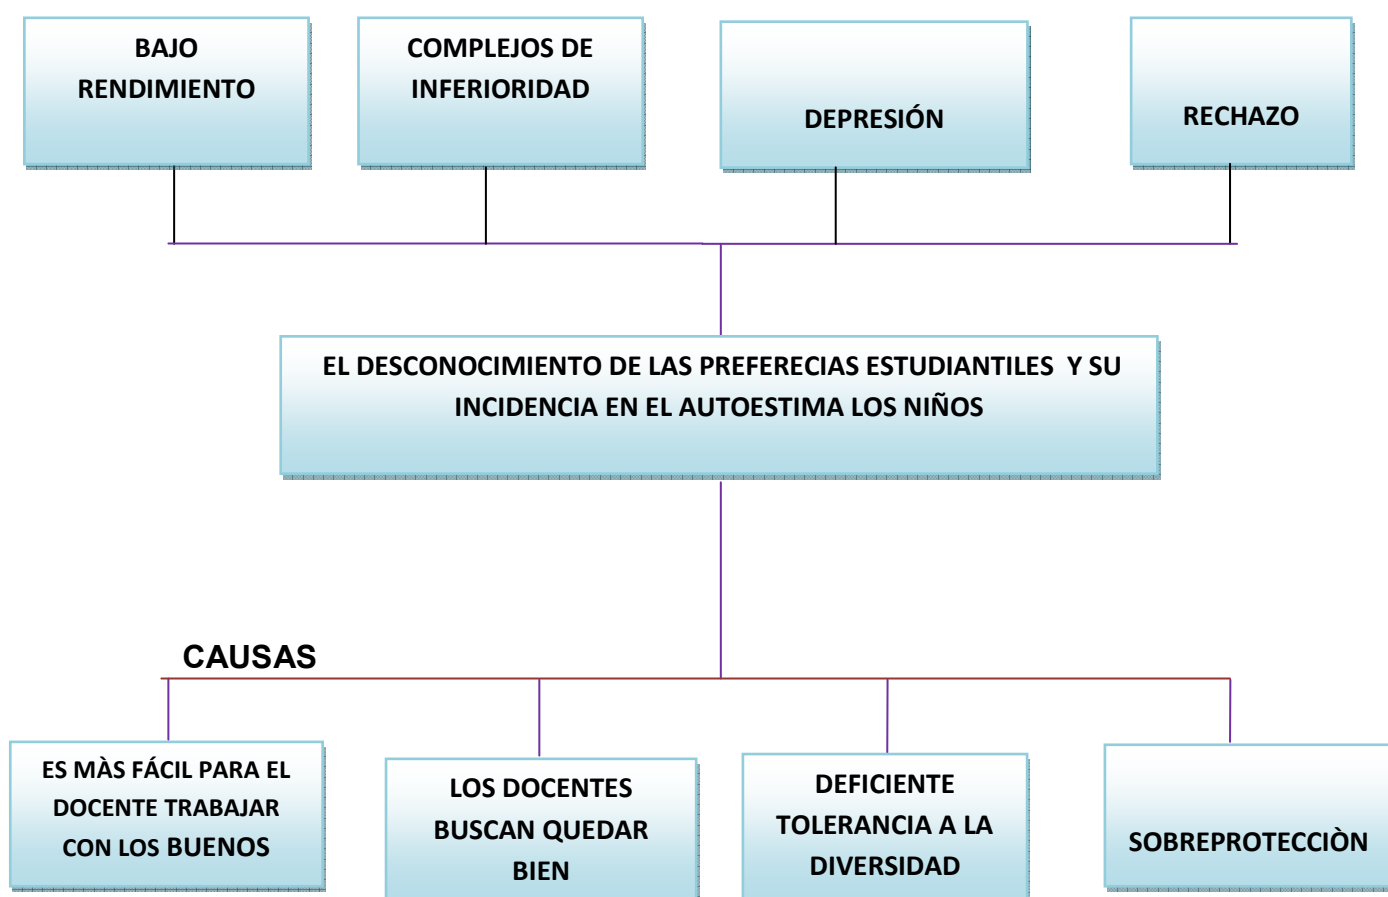 BAJO
RENDIMIENTO
COMPLEJOS DE
INFERIORIDAD
DEPRESIÓN
RECHAZO
EL DESCONOCIMIENTO DE LAS PREFERECIAS ESTUDIANTILES Y SU
INCIDENCIA EN EL AUTOESTIMA LOS NIÑOS
CAUSAS
ES MÀS FÁCIL PARA EL
DOCENTE TRABAJAR
CON LOS BUENOS
LOS DOCENTES
BUSCAN QUEDAR
BIEN
DEFICIENTE
TOLERANCIA A LA
DIVERSIDAD
SOBREPROTECCIÒN